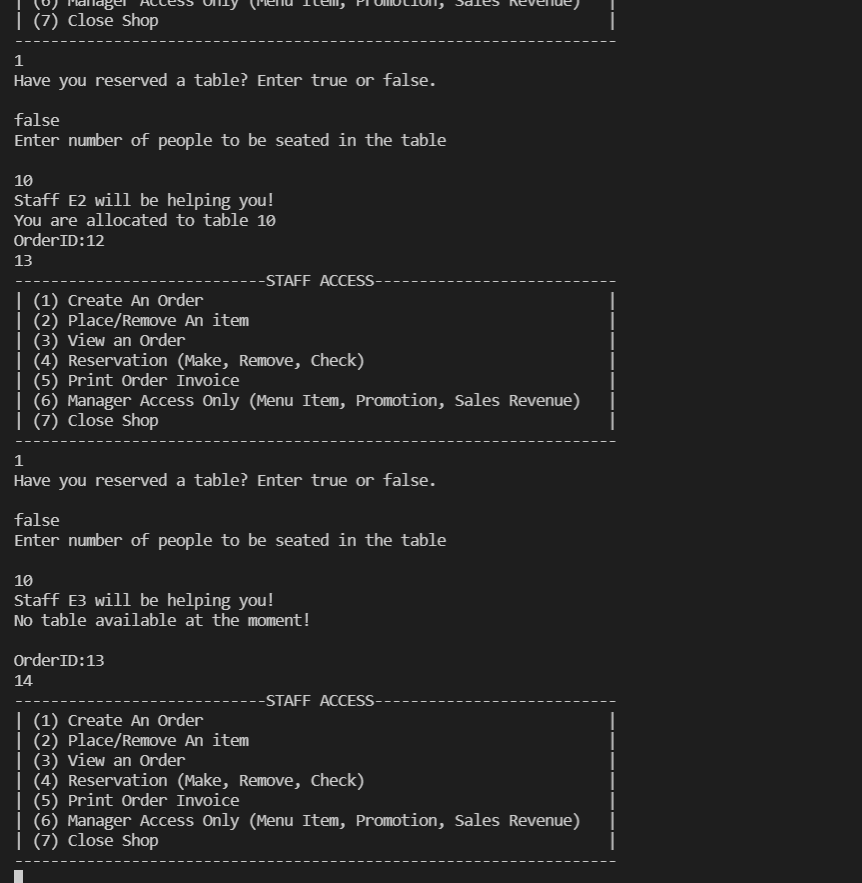 | (6) Manager Access Only (Menu Item, Promotion, Sales Revenue)   |
| (7) Close Shop                                                  |
-------------------------------------------------------------------
1
Have you reserved a table? Enter true or false.
false
Enter number of people to be seated in the table
10
Staff E2 will be helping you!
You are allocated to table 10
OrderID:12
13
----------------------------STAFF ACCESS---------------------------
| (1) Create An Order                                             |
| (2) Place/Remove An item                                        |
| (3) View an Order                                               |
| (4) Reservation (Make, Remove, Check)                           |
| (5) Print Order Invoice                                         |
| (6) Manager Access Only (Menu Item, Promotion, Sales Revenue)   |
| (7) Close Shop                                                  |
-------------------------------------------------------------------
1
Have you reserved a table? Enter true or false.
false
Enter number of people to be seated in the table
10
Staff E3 will be helping you!
No table available at the moment!
OrderID:13
14
----------------------------STAFF ACCESS---------------------------
| (1) Create An Order                                             |
| (2) Place/Remove An item                                        |
| (3) View an Order                                               |
| (4) Reservation (Make, Remove, Check)                           |
| (5) Print Order Invoice                                         |
| (6) Manager Access Only (Menu Item, Promotion, Sales Revenue)   |
| (7) Close Shop                                                  |
-------------------------------------------------------------------